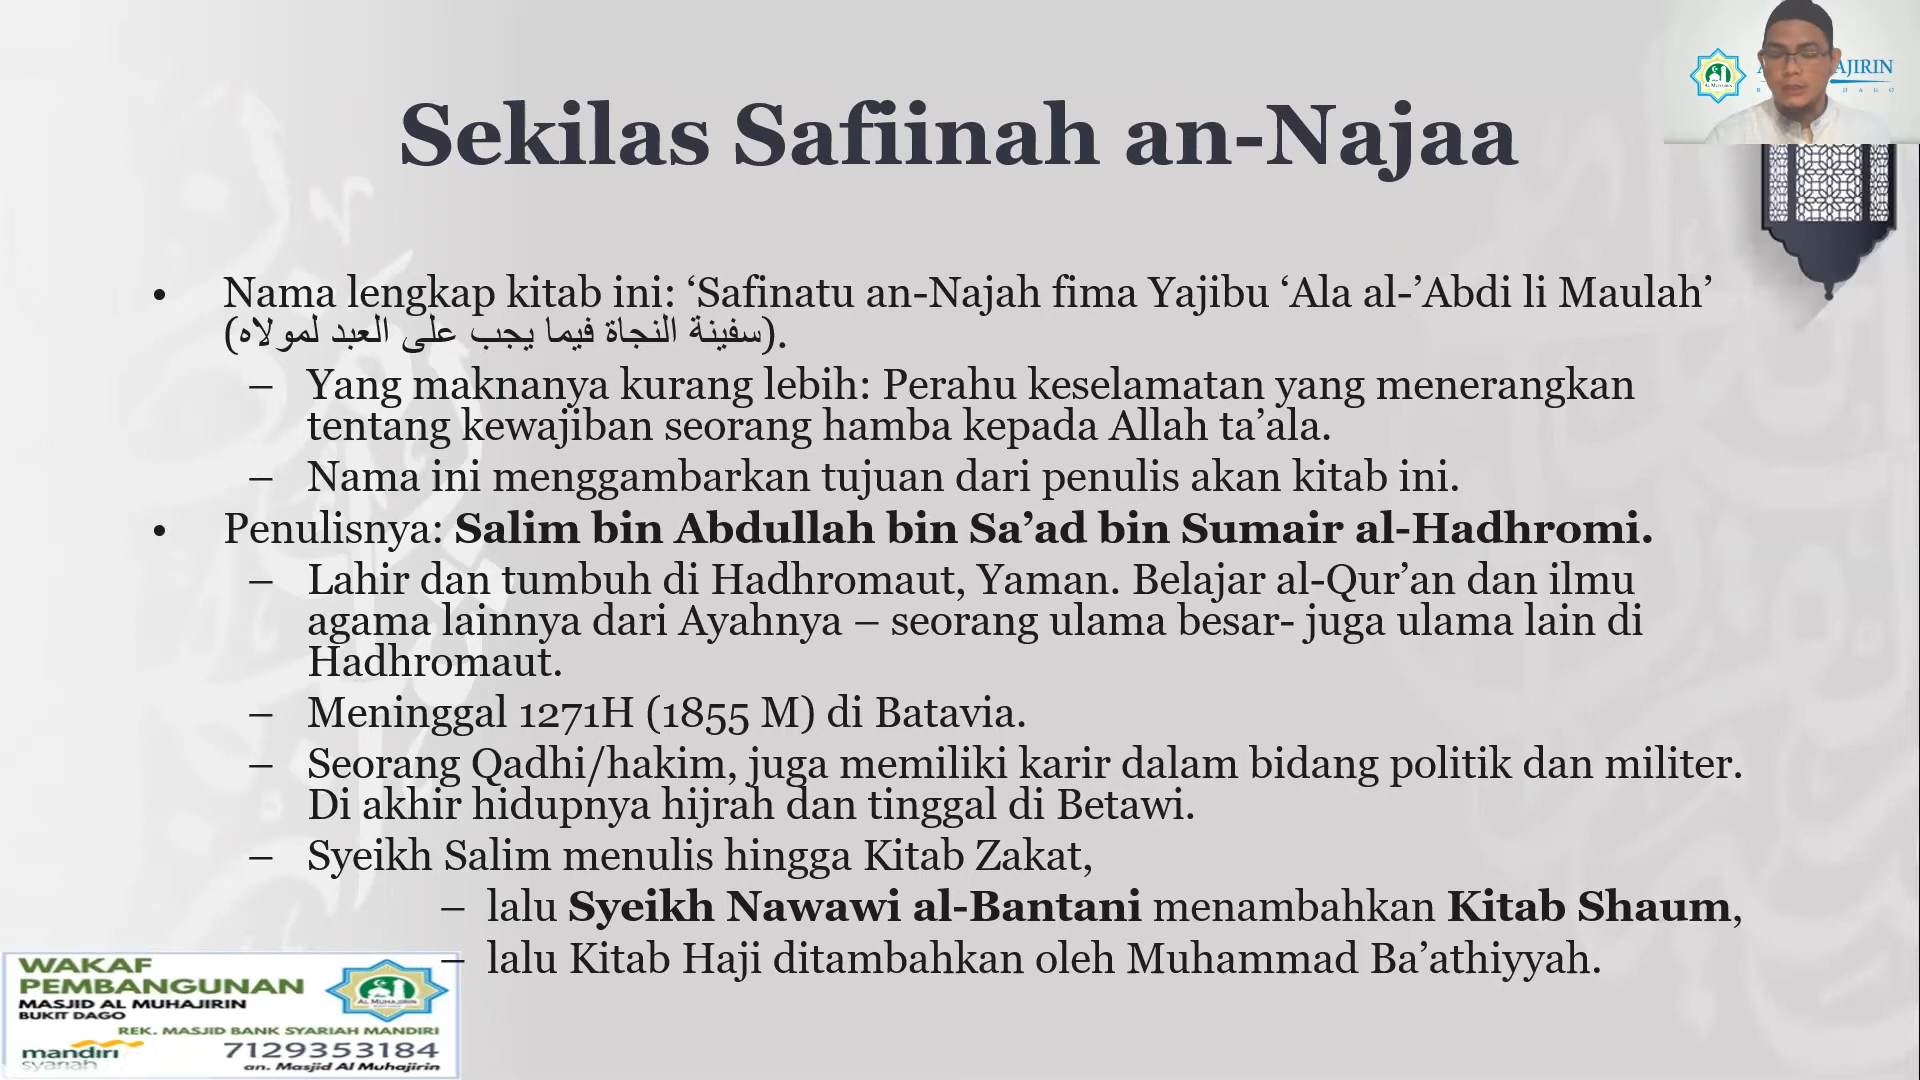 Sekilas Safiinah an-Najaa
• Nama lengkap kitab ini: ‘Safinatu an-Najah fima Yajibu ‘Ala al-’Abdi li Maulah’
(سفينة النجاة فيما يجب على العبد لمولاه).
– Yang maknanya kurang lebih: Perahu keselamatan yang menerangkan
tentang kewajiban seorang hamba kepada Allah ta’ala.
– Nama ini menggambarkan tujuan dari penulis akan kitab ini.
• Penulisnya: Salim bin Abdullah bin Sa’ad bin Sumair al-Hadhromi.
– Lahir dan tumbuh di Hadhromaut, Yaman. Belajar al-Qur’an dan ilmu
agama lainnya dari Ayahnya – seorang ulama besar- juga ulama lain di
Hadhromaut.
– Meninggal 1271H (1855 M) di Batavia.
– Seorang Qadhi/hakim, juga memiliki karir dalam bidang politik dan militer.
Di akhir hidupnya hijrah dan tinggal di Betawi.
– Syeikh Salim menulis hingga Kitab Zakat,
– lalu Syeikh Nawawi al-Bantani menambahkan Kitab Shaum,
– lalu Kitab Haji ditambahkan oleh Muhammad Ba’athiyyah.
WAKAF
PEMBANGUNAN
MASJID AL MUHAJIRIN
BUKIT DAGO
AL MUHAJIRIN
REK. MASJID BANK SYARIAH MANDIRI
mandiri
syariah
7129353184
an. Masjid Al Muhajirin